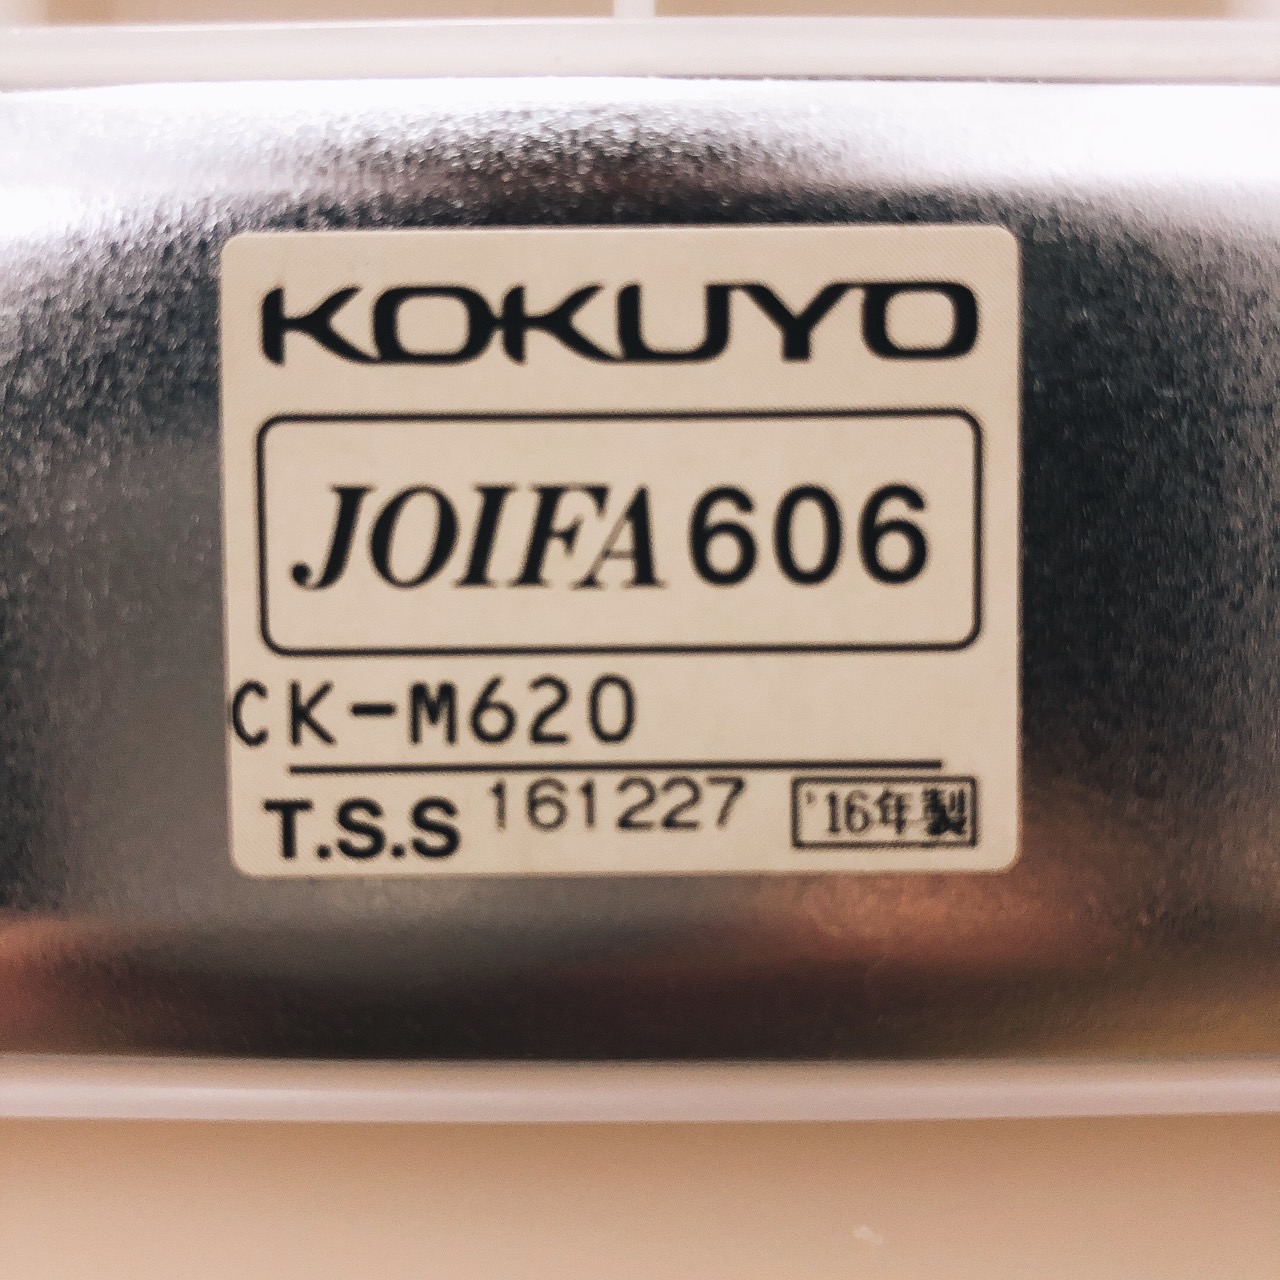 KOKUYO
JOIFA 606
CK-M620
T.S.S 161227 '16年製